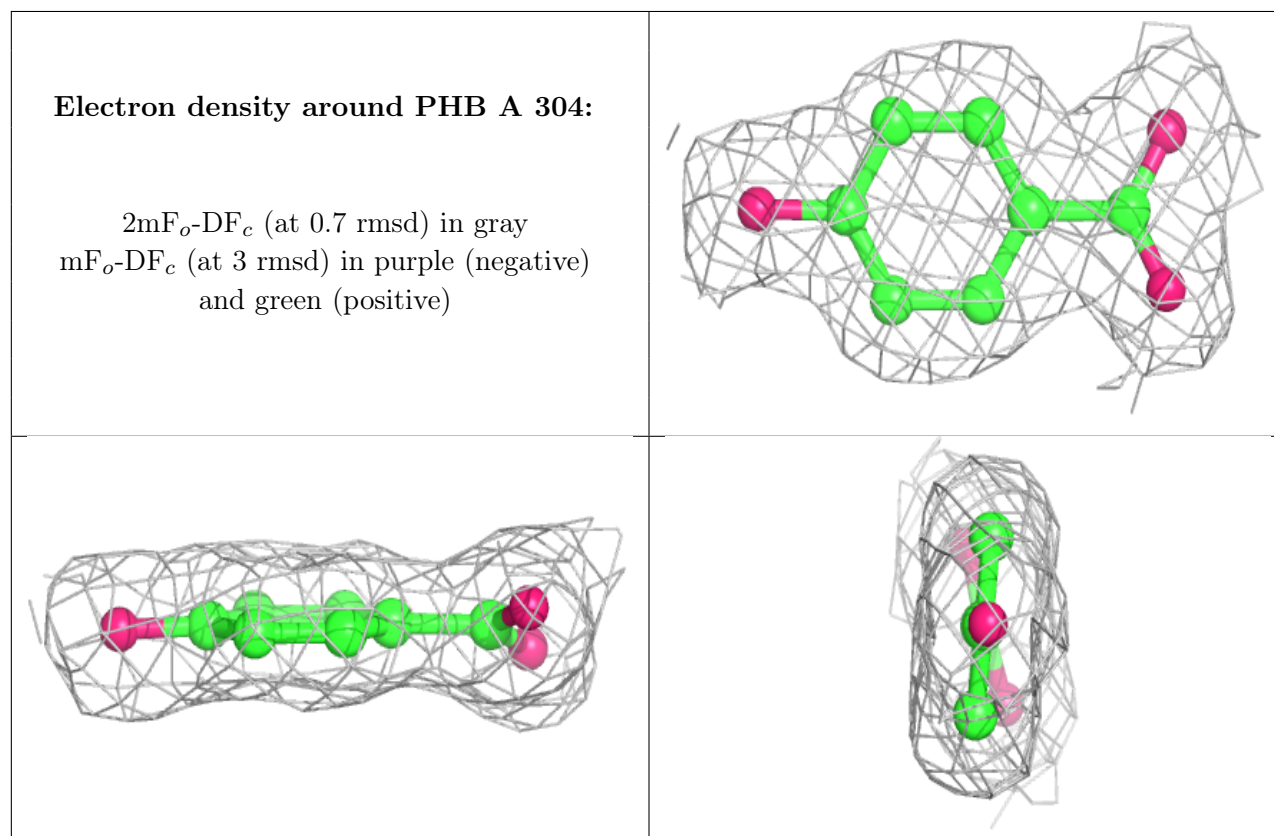 Electron density around PHB A 304:
2mFₒ-DF𝒸 (at 0.7 rmsd) in gray
mFₒ-DF𝒸 (at 3 rmsd) in purple (negative)
and green (positive)